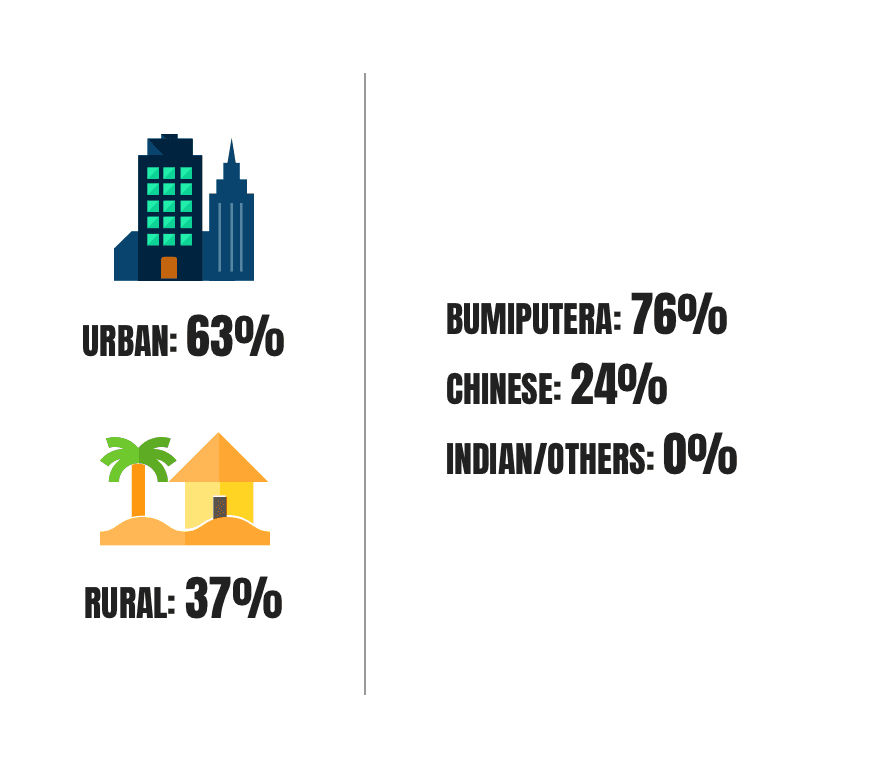 URBAN: 63%
RURAL: 37%
BUMIPUTERA: 76%
CHINESE: 24%
INDIAN/OTHERS: 0%